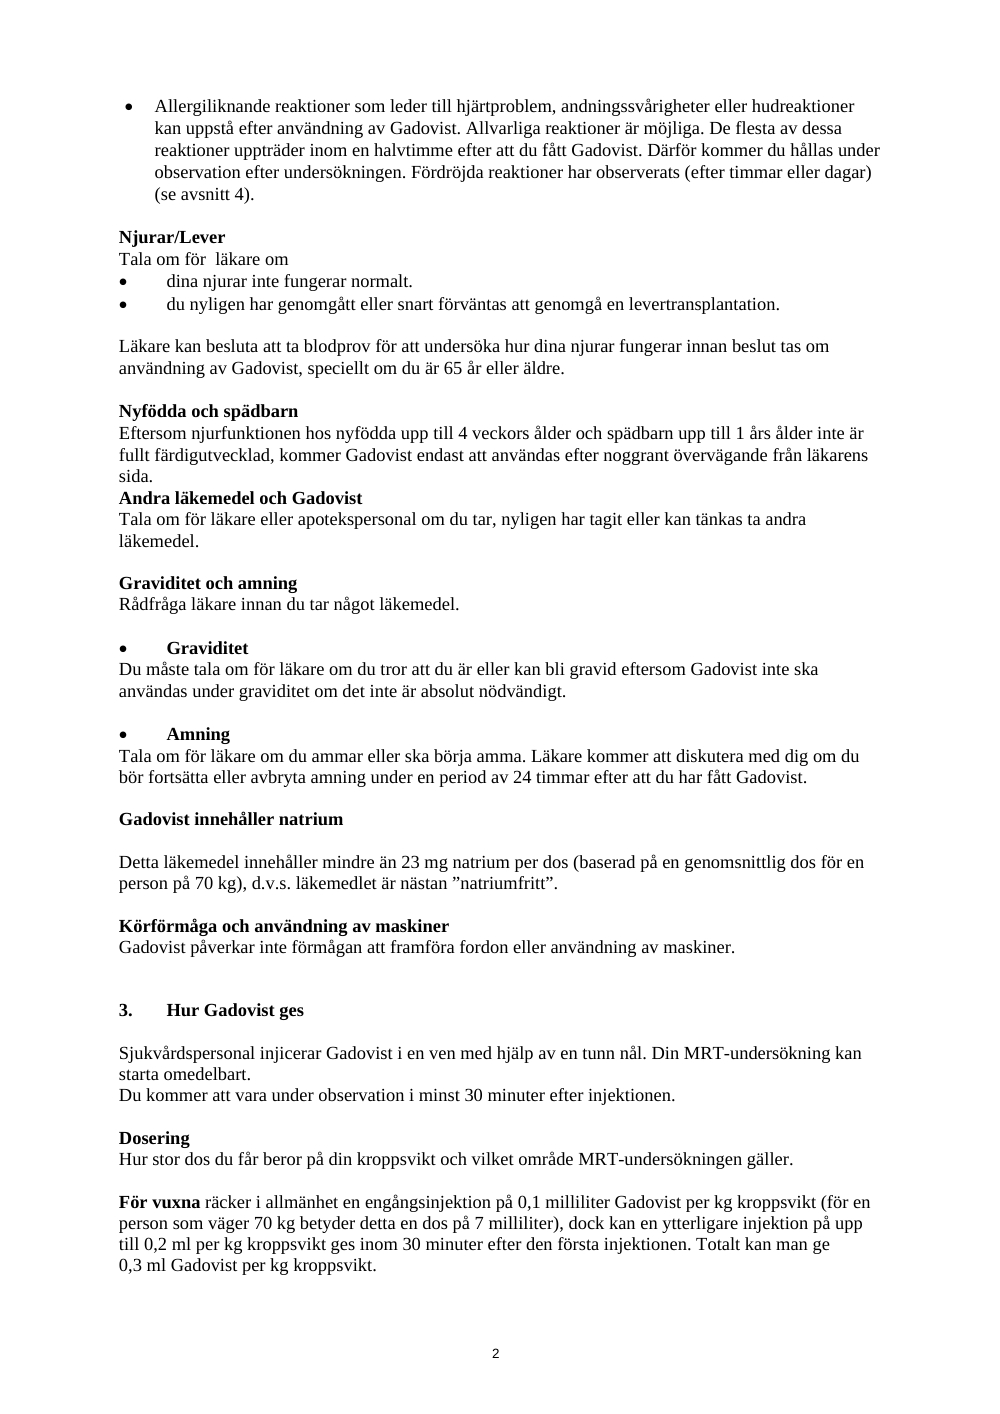 • Allergiliknande reaktioner som leder till hjärtproblem, andningssvårigheter eller hudreaktioner
kan uppstå efter användning av Gadovist. Allvarliga reaktioner är möjliga. De flesta av dessa
reaktioner uppträder inom en halvtimme efter att du fått Gadovist. Därför kommer du hållas under
observation efter undersökningen. Fördröjda reaktioner har observerats (efter timmar eller dagar)
(se avsnitt 4).
Njurar/Lever
Tala om för  läkare om
• dina njurar inte fungerar normalt.
• du nyligen har genomgått eller snart förväntas att genomgå en levertransplantation.
Läkare kan besluta att ta blodprov för att undersöka hur dina njurar fungerar innan beslut tas om
användning av Gadovist, speciellt om du är 65 år eller äldre.
Nyfödda och spädbarn
Eftersom njurfunktionen hos nyfödda upp till 4 veckors ålder och spädbarn upp till 1 års ålder inte är
fullt färdigutvecklad, kommer Gadovist endast att användas efter noggrant övervägande från läkarens
sida.
Andra läkemedel och Gadovist
Tala om för läkare eller apotekspersonal om du tar, nyligen har tagit eller kan tänkas ta andra
läkemedel.
Graviditet och amning
Rådfråga läkare innan du tar något läkemedel.
• Graviditet
Du måste tala om för läkare om du tror att du är eller kan bli gravid eftersom Gadovist inte ska
användas under graviditet om det inte är absolut nödvändigt.
• Amning
Tala om för läkare om du ammar eller ska börja amma. Läkare kommer att diskutera med dig om du
bör fortsätta eller avbryta amning under en period av 24 timmar efter att du har fått Gadovist.
Gadovist innehåller natrium
Detta läkemedel innehåller mindre än 23 mg natrium per dos (baserad på en genomsnittlig dos för en
person på 70 kg), d.v.s. läkemedlet är nästan ”natriumfritt”.
Körförmåga och användning av maskiner
Gadovist påverkar inte förmågan att framföra fordon eller användning av maskiner.
3. Hur Gadovist ges
Sjukvårdspersonal injicerar Gadovist i en ven med hjälp av en tunn nål. Din MRT-undersökning kan
starta omedelbart.
Du kommer att vara under observation i minst 30 minuter efter injektionen.
Dosering
Hur stor dos du får beror på din kroppsvikt och vilket område MRT-undersökningen gäller.
För vuxna räcker i allmänhet en engångsinjektion på 0,1 milliliter Gadovist per kg kroppsvikt (för en
person som väger 70 kg betyder detta en dos på 7 milliliter), dock kan en ytterligare injektion på upp
till 0,2 ml per kg kroppsvikt ges inom 30 minuter efter den första injektionen. Totalt kan man ge
0,3 ml Gadovist per kg kroppsvikt.
2